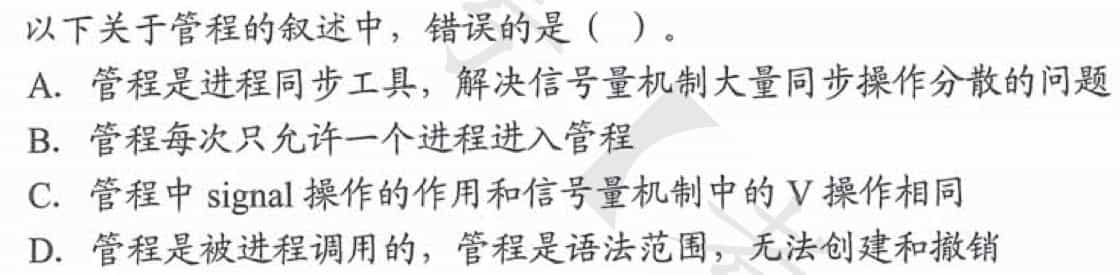 以下关于管程的叙述中，错误的是（ ）。
A. 管程是进程同步工具，解决信号量机制大量同步操作分散的问题
B. 管程每次只允许一个进程进入管程
C. 管程中 signal 操作的作用和信号量机制中的 V 操作相同
D. 管程是被进程调用的，管程是语法范围，无法创建和撤销